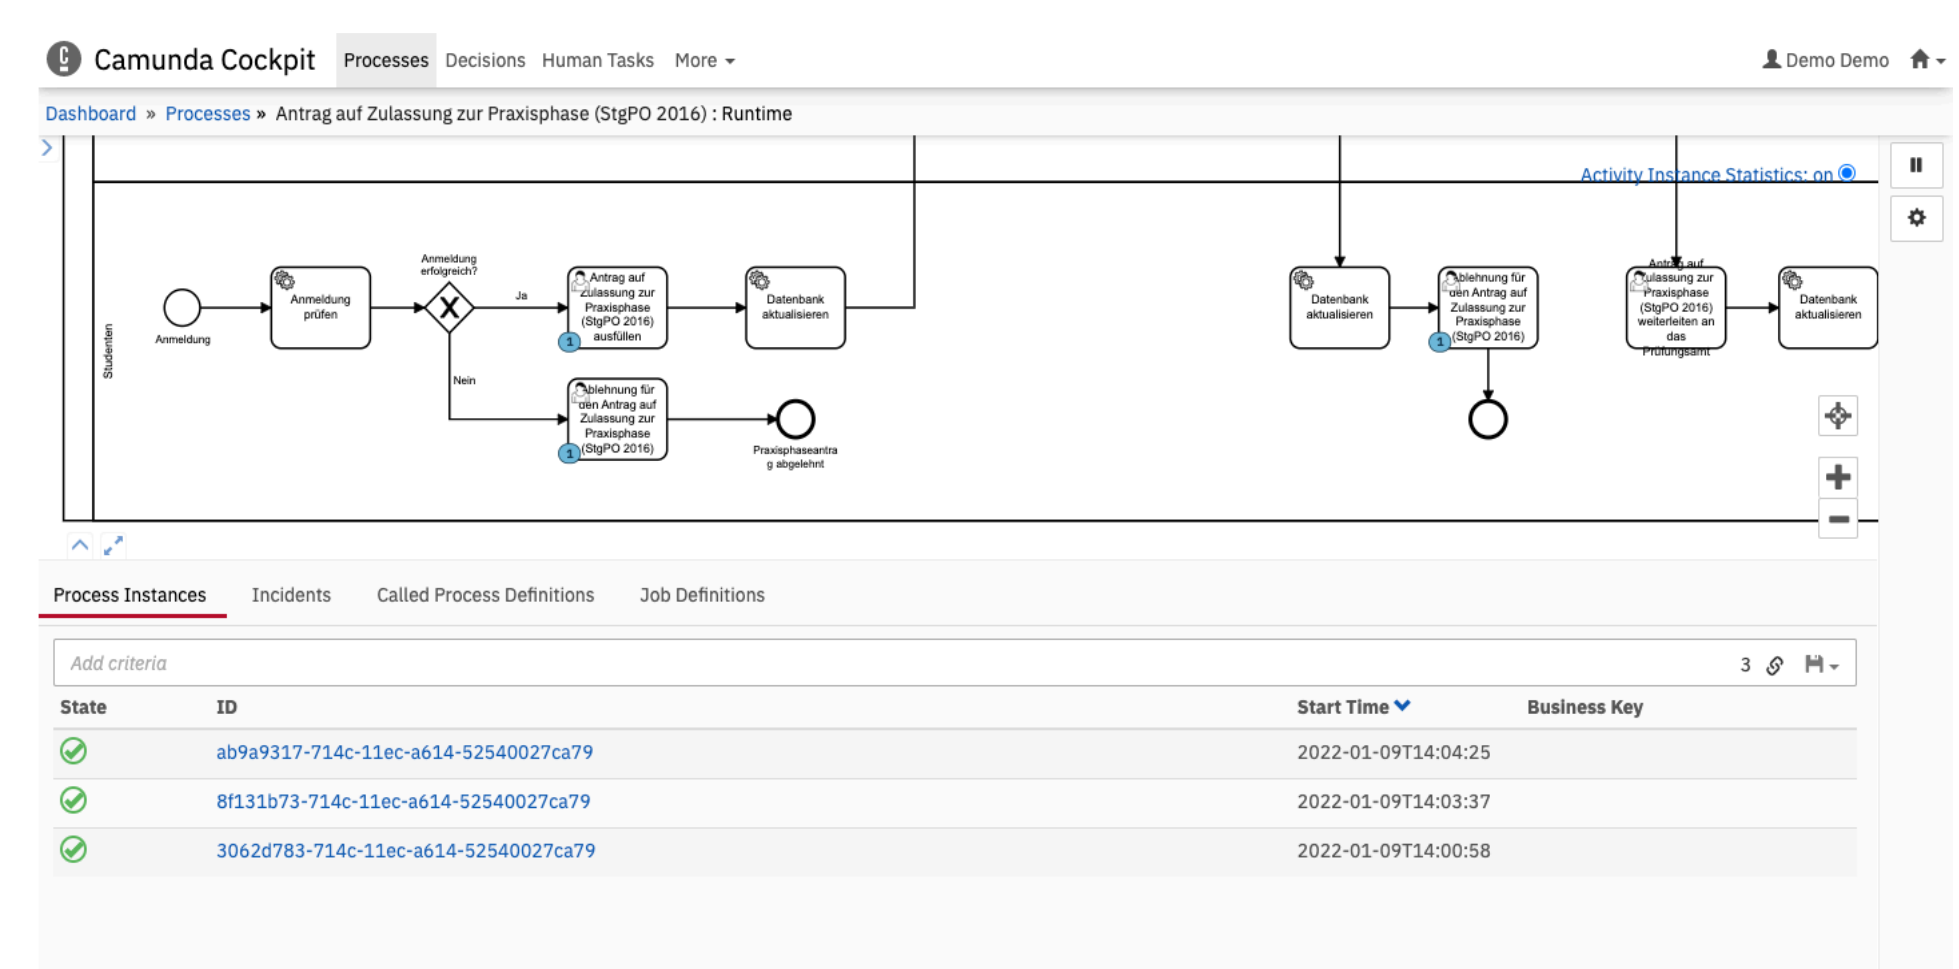 Camunda Cockpit Processes Decisions Human Tasks More Demo Demo
Dashboard » Processes » Antrag auf Zulassung zur Praxisphase (StgPO 2016) : Runtime
Activity Instance Statistics: on
Studenten
Anmeldung
Anmeldung
prüfen
Anmeldung
erfolgreich?
Ja
Nein
Antrag auf
Zulassung zur
Praxisphase
(StgPO 2016)
ausfüllen
1
Datenbank
aktualisieren
Ablehnung für
den Antrag auf
Zulassung zur
Praxisphase
(StgPO 2016)
1
Praxisphaseantra
g abgelehnt
Datenbank
aktualisieren
Ablehnung für
den Antrag auf
Zulassung zur
Praxisphase
(StgPO 2016)
1
Antrag auf
Zulassung zur
Praxisphase
(StgPO 2016)
weiterleiten an
das
Prüfungsamt
Datenbank
aktualisieren
Process Instances Incidents Called Process Definitions Job Definitions
Add criteria 3
State ID Start Time Business Key
ab9a9317-714c-11ec-a614-52540027ca79 2022-01-09T14:04:25
8f131b73-714c-11ec-a614-52540027ca79 2022-01-09T14:03:37
3062d783-714c-11ec-a614-52540027ca79 2022-01-09T14:00:58